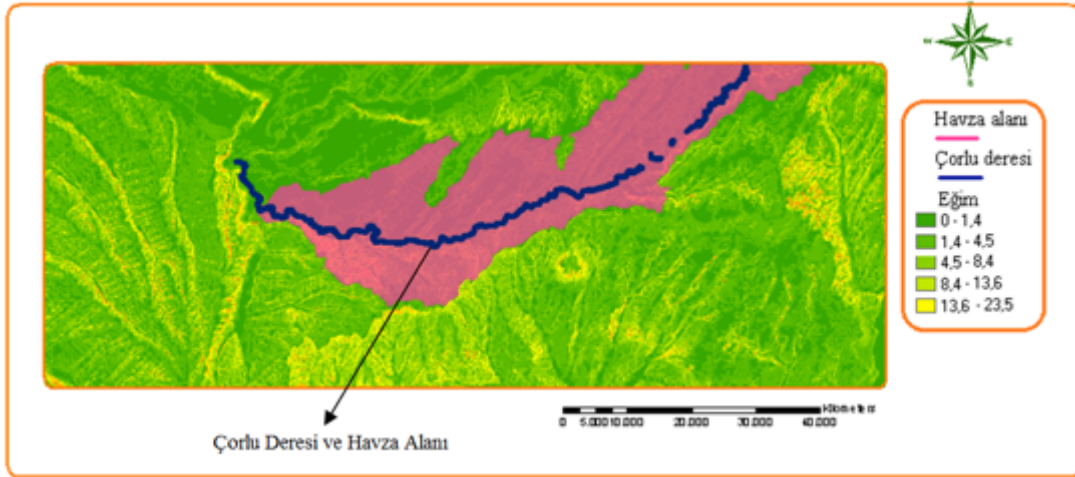 N
W
E
S
Havza alanı
Çorlu deresi
Eğim
0 - 1,4
1,4 - 4,5
4,5 - 8,4
8,4 - 13,6
13,6 - 23,5
0 5.000 10.000 20.000 30.000 40.000
Çorlu Deresi ve Havza Alanı